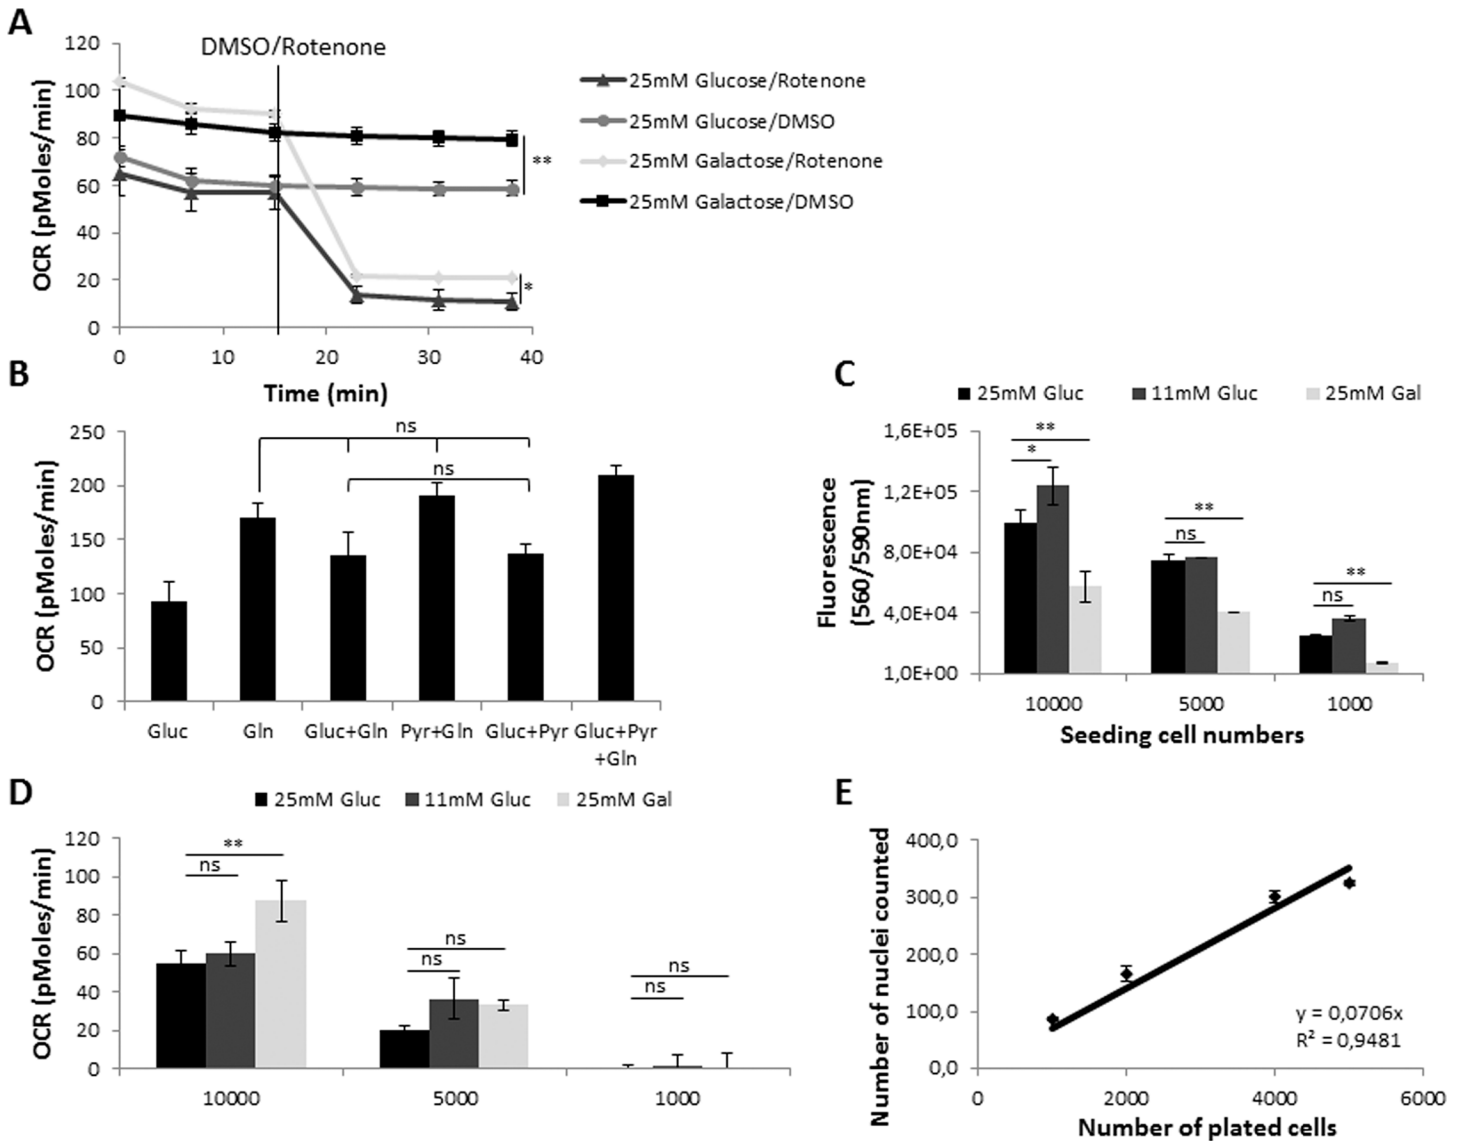 A
DMSO/Rotenone
OCR (pMoles/min)
120
100
80
60
40
20
0
0 10 20 30 40
Time (min)
**
*
25mM Glucose/Rotenone
25mM Glucose/DMSO
25mM Galactose/Rotenone
25mM Galactose/DMSO
B
OCR (pMoles/min)
250
200
150
100
50
0
ns
ns
Gluc Gln Gluc+Gln Pyr+Gln Gluc+Pyr Gluc+Pyr
+Gln
C
25mM Gluc 11mM Gluc 25mM Gal
Fluorescence
(560/590nm)
1,6E+05
1,2E+05
8,0E+04
4,0E+04
1,0E+00
**
*
**
ns
**
ns
10000 5000 1000
Seeding cell numbers
D
25mM Gluc 11mM Gluc 25mM Gal
OCR (pMoles/min)
120
100
80
60
40
20
0
**
ns
ns
ns
ns
ns
10000 5000 1000
E
Number of nuclei counted
400,0
300,0
200,0
100,0
0,0
y = 0,0706x
R² = 0,9481
0 2000 4000 6000
Number of plated cells